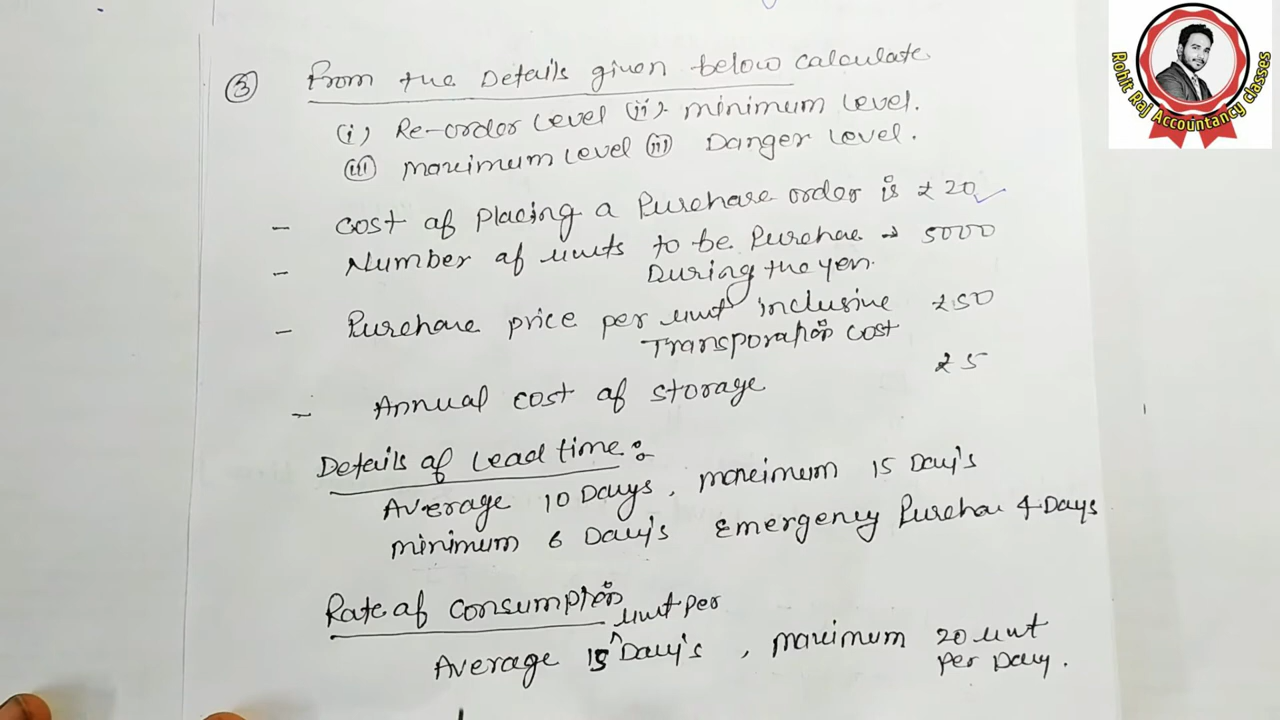 ③ From the Details given below calculate
(i) Re-order Level (ii). minimum Level.
(iii) maximum Level (iii) Danger Level.
- Cost of Placing a Purchase order is ₹ 20
- Number of units to be Purchae → 5000
During the year.
- Purchase price per unit inclusive ₹50
Transporation cost
- Annual cost of storage ₹ 5
Details of Lead time :
Average 10 Days, maximum 15 Day's
minimum 6 Day's Emergency Purchase 4 Days
Rate of Consumption
unit per
Average 15 Day's, maximum 20 unit
per Day.
Rohit Raj Accountancy classes